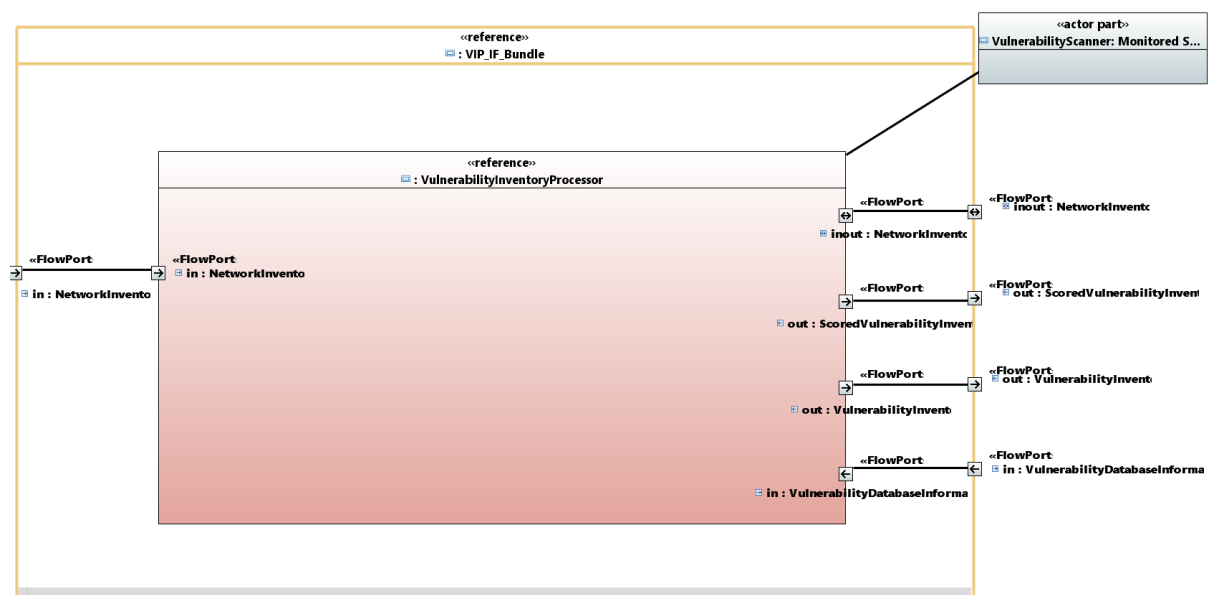 «reference»
: VIP_IF_Bundle
«actor part»
VulnerabilityScanner: Monitored S...
«reference»
: VulnerabilityInventoryProcessor
«FlowPort
inout : NetworkInvento
«FlowPort
inout : NetworkInvento
«FlowPort
in : NetworkInvento
«FlowPort
in : NetworkInvento
«FlowPort
out : ScoredVulnerabilityInven
«FlowPort
out : ScoredVulnerabilityInvent
«FlowPort
out : VulnerabilityInvento
«FlowPort
out : VulnerabilityInvento
«FlowPort
in : VulnerabilityDatabaseInforma
«FlowPort
in : VulnerabilityDatabaseInforma